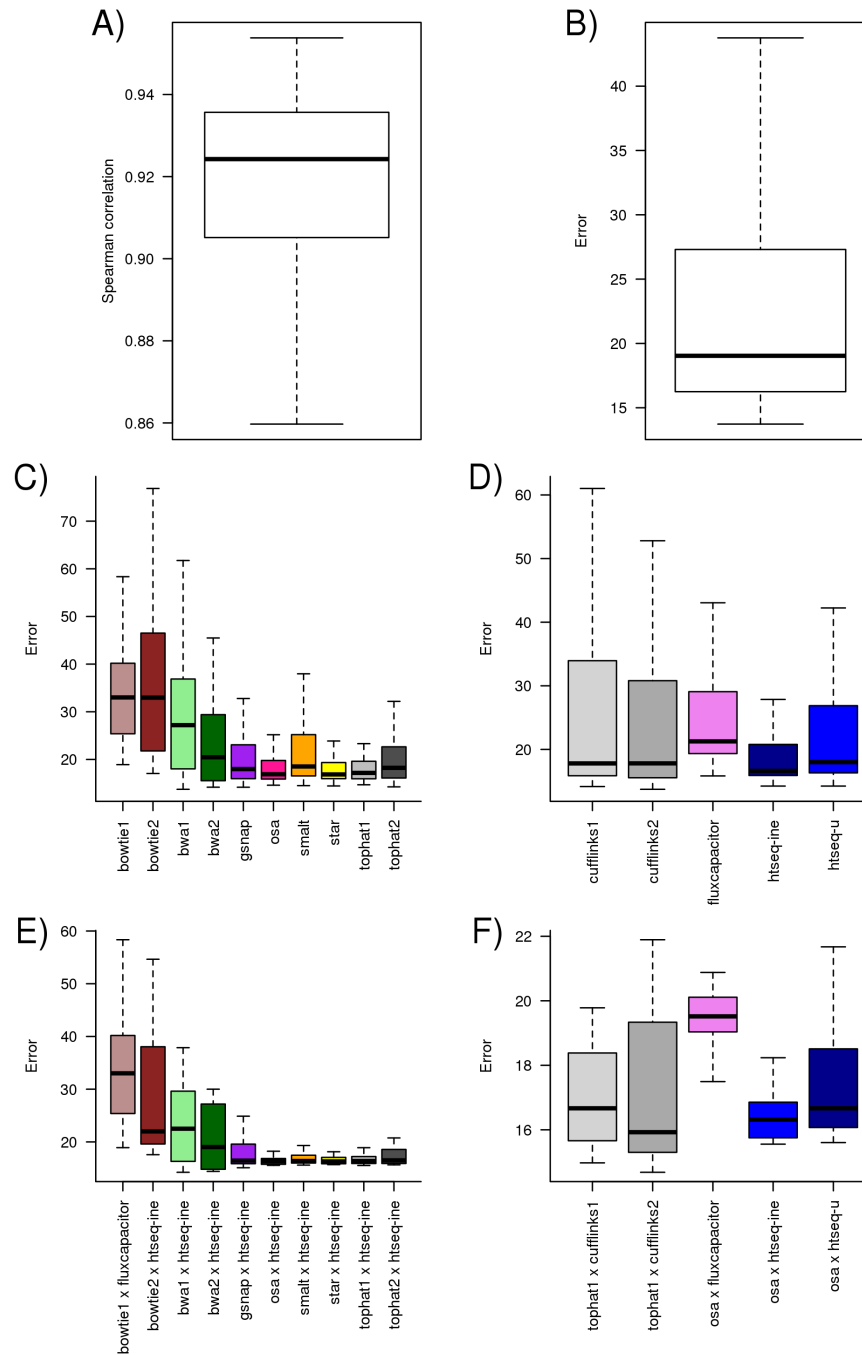 A)
Spearman correlation
0.94
0.92
0.90
0.88
0.86
B)
Error
40
35
30
25
20
15
C)
Error
70
60
50
40
30
20
bowtie1
bowtie2
bwa1
bwa2
gsnap
osa
smalt
star
tophat1
tophat2
D)
Error
60
50
40
30
20
cufflinks1
cufflinks2
fluxcapacitor
htseq-ine
htseq-u
E)
Error
60
50
40
30
20
bowtie1 x fluxcapacitor
bowtie2 x htseq-ine
bwa1 x htseq-ine
bwa2 x htseq-ine
gsnap x htseq-ine
osa x htseq-ine
smalt x htseq-ine
star x htseq-ine
tophat1 x htseq-ine
tophat2 x htseq-ine
F)
Error
22
20
18
16
tophat1 x cufflinks1
tophat1 x cufflinks2
osa x fluxcapacitor
osa x htseq-ine
osa x htseq-u